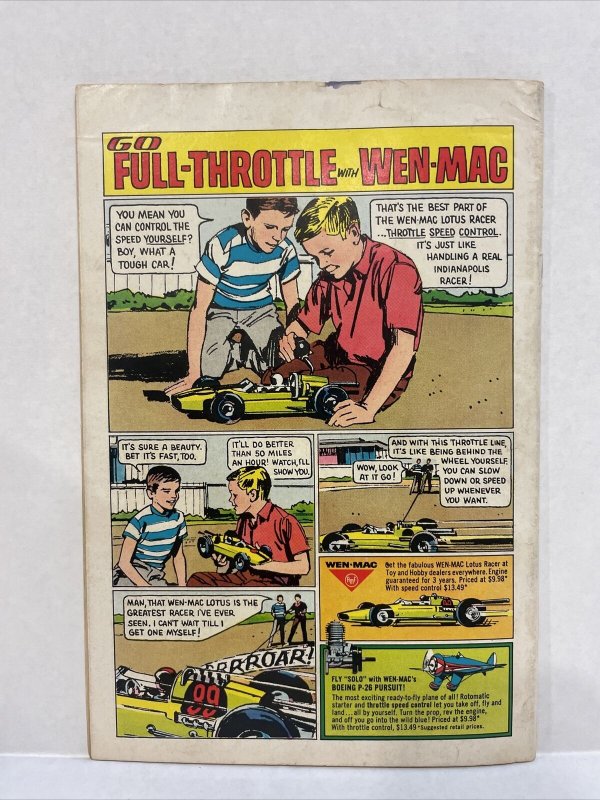 GO
FULL-THROTTLE WITH WEN-MAC
YOU MEAN YOU
CAN CONTROL THE
SPEED YOURSELF?
BOY, WHAT A
TOUGH CAR!
THAT'S THE BEST PART OF
THE WEN-MAC LOTUS RACER
...THROTTLE SPEED CONTROL.
IT'S JUST LIKE
HANDLING A REAL
INDIANAPOLIS
RACER!
IT'S SURE A BEAUTY.
BET IT'S FAST, TOO.
IT'LL DO BETTER
THAN 50 MILES
AN HOUR! WATCH, I'LL
SHOW YOU.
WOW, LOOK
AT IT GO!
AND WITH THIS THROTTLE LINE,
IT'S LIKE BEING BEHIND THE
WHEEL YOURSELF.
YOU CAN SLOW
DOWN OR SPEED
UP WHENEVER
YOU WANT.
MAN, THAT WEN-MAC LOTUS IS THE
GREATEST RACER I'VE EVER
SEEN. I CAN'T WAIT TILL I
GET ONE MYSELF!
RRRROAR!
99
WEN-MAC
Get the fabulous WEN-MAC Lotus Racer at
Toy and Hobby dealers everywhere. Engine
guaranteed for 3 years. Priced at $9.98*
With speed control $13.49*
FLY "SOLO" with WEN-MAC's
BOEING P-26 PURSUIT!
The most exciting ready-to-fly plane of all! Rotomatic
starter and throttle speed control let you take off, fly and
land...all by yourself. Turn the prop, rev the engine,
and off you go into the wild blue! Priced at $9.98*
With throttle control, $13.49 *Suggested retail prices.